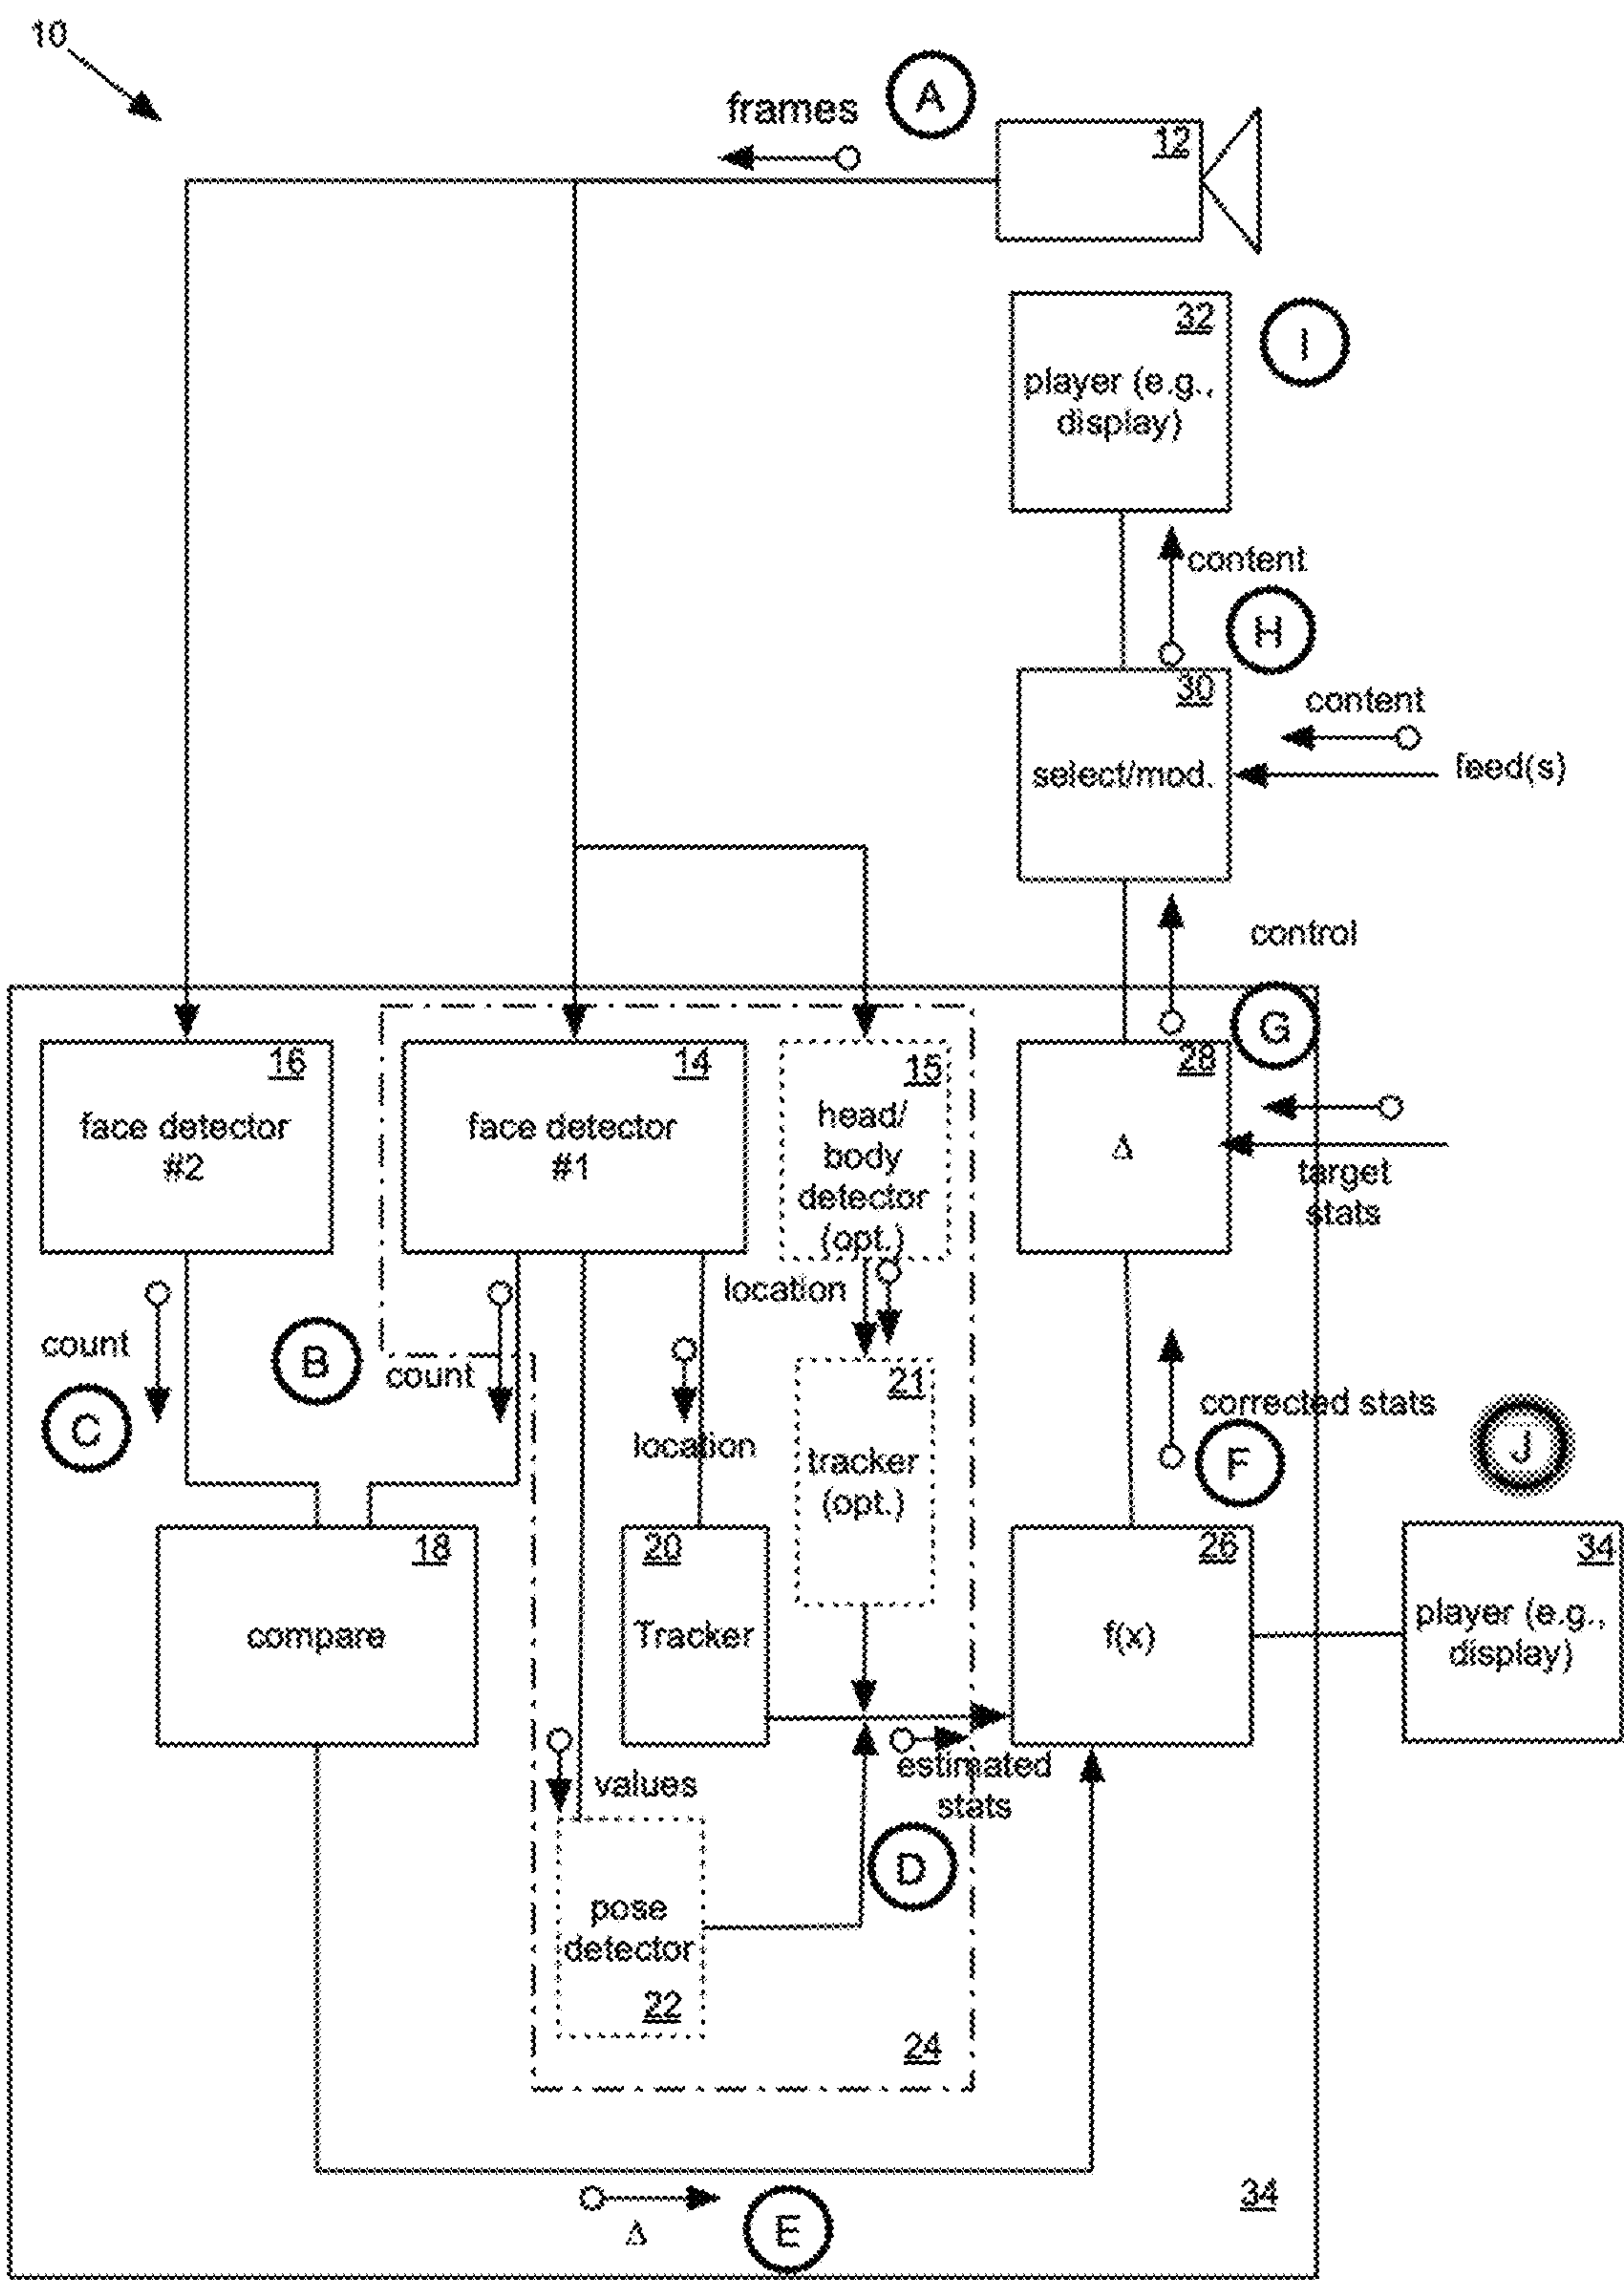 10
A
frames
12
32
I
player (e.g.,
display)
content
H
30
content
select/mod.
feed(s)
control
G
16
14
15
28
face detector
#2
face detector
#1
head/
body
detector
(opt.)
Δ
target
stats
location
count
B
count
C
location
21
tracker
(opt.)
corrected stats
F
J
18
20
26
34
compare
Tracker
f(x)
player (e.g.,
display)
values
estimated
stats
D
pose
detector
22
24
34
Δ
E